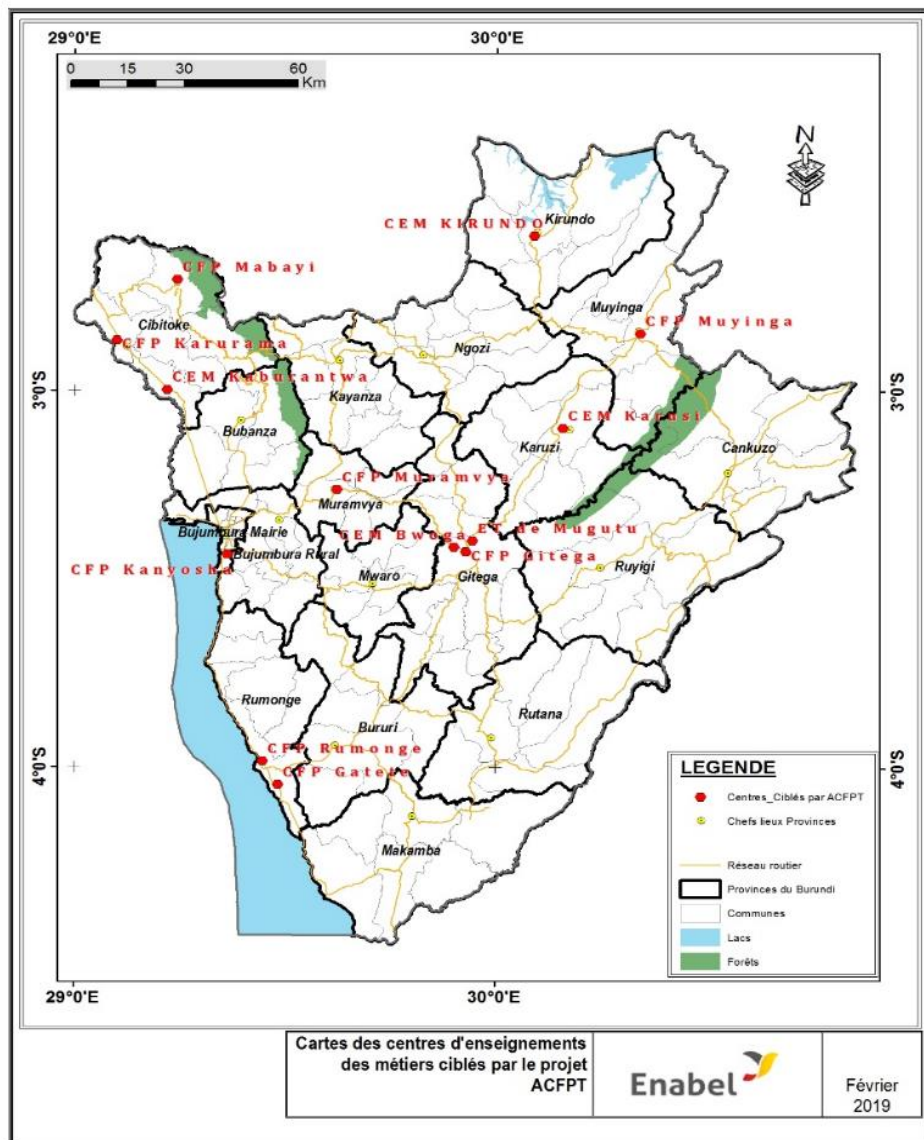 29°0'E 30°0'E
0 15 30 60
Km
N
CEM KIRUNDO
Kirundo
CFP Mabayi
Muyinga
CFP Muyinga
Cibitoke
CFP Karurama
Ngozi
3°S
3°S
CEM Kaburantwa
Kayanza
CEM Karusi
Bubanza
Karuzi
Cankuzo
CFP Muramvya
Muramvya
Bujumbura Mairie
CEM Bwoga
ET de Mugutu
Bujumbura Rural
CFP Gitega
CFP Kanyosha
Mwaro
Gitega
Ruyigi
Rumonge
Rutana
Bururi
CFP Rumonge
4°0'S
4°0'S
CFP Gatete
Makamba
LEGENDE
Centres_Ciblés par ACFPT
Chefs lieux Provinces
Réseau routier
Provinces du Burundi
Communes
Lacs
Forêts
29°0'E 30°0'E
Cartes des centres d'enseignements
des métiers ciblés par le projet
ACFPT
Enabel
Février
2019